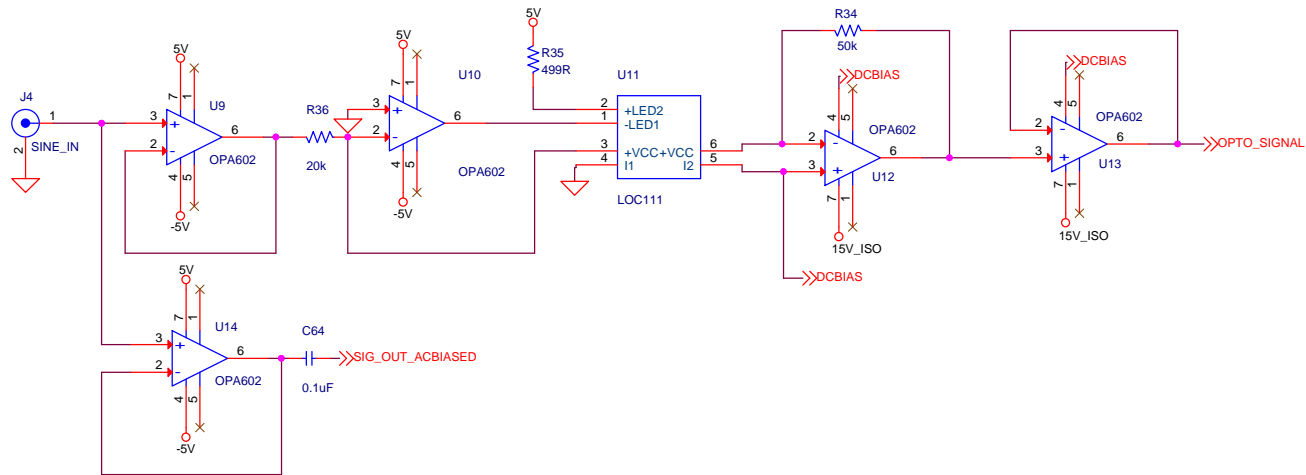 J4
1
2
SINE_IN
5V
7
1
U9
3
+
2
-
6
OPA602
4
5
-5V
R36
20k
5V
7
1
U10
3
+
2
-
6
OPA602
4
5
-5V
5V
R35
499R
U11
2
+LED2
1
-LED1
3
+VCC+VCC
6
4
I1
I2
5
LOC111
R34
50k
DCBIAS
4
5
OPA602
2
-
3
+
6
U12
7
1
15V_ISO
DCBIAS
DCBIAS
4
5
OPA602
2
-
3
+
6
U13
7
1
15V_ISO
OPTO_SIGNAL
5V
7
1
U14
3
+
2
-
6
OPA602
4
5
-5V
C64
0.1uF
SIG_OUT_ACBIASED